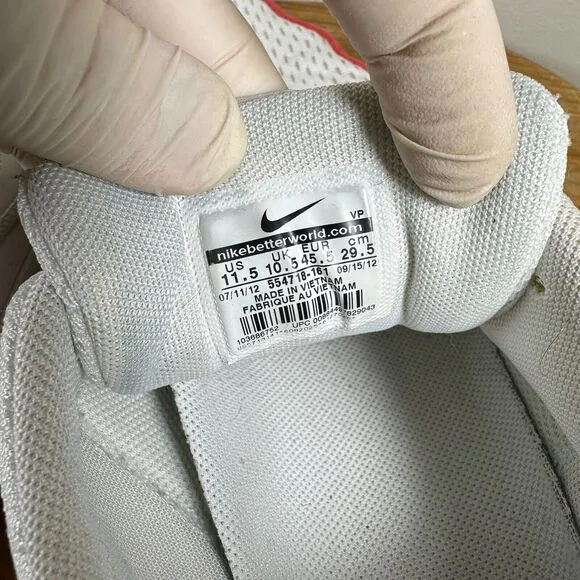 VP
nikebetterworld.com
US UK EUR cm
11.5 10.5 45.5 29.5
07/11/12 554718-161 09/15/12
MADE IN VIETNAM
FABRIQUE AU VIETNAM
103686752 UPC